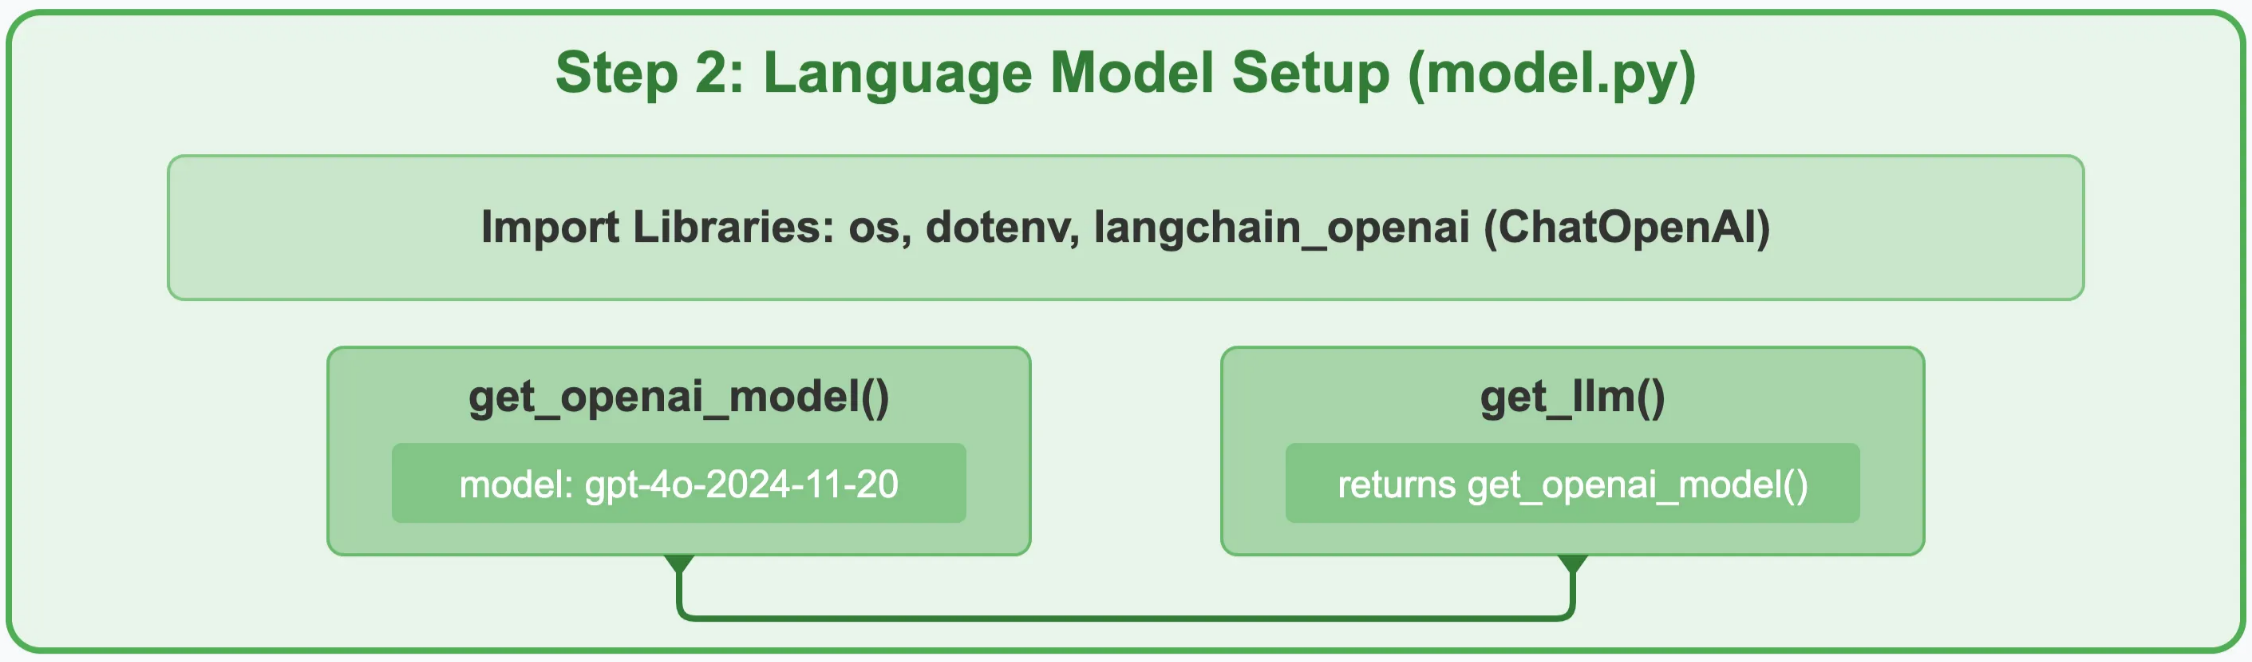 Step 2: Language Model Setup (model.py)
Import Libraries: os, dotenv, langchain_openai (ChatOpenAI)
get_openai_model()
model: gpt-4o-2024-11-20
get_llm()
returns get_openai_model()